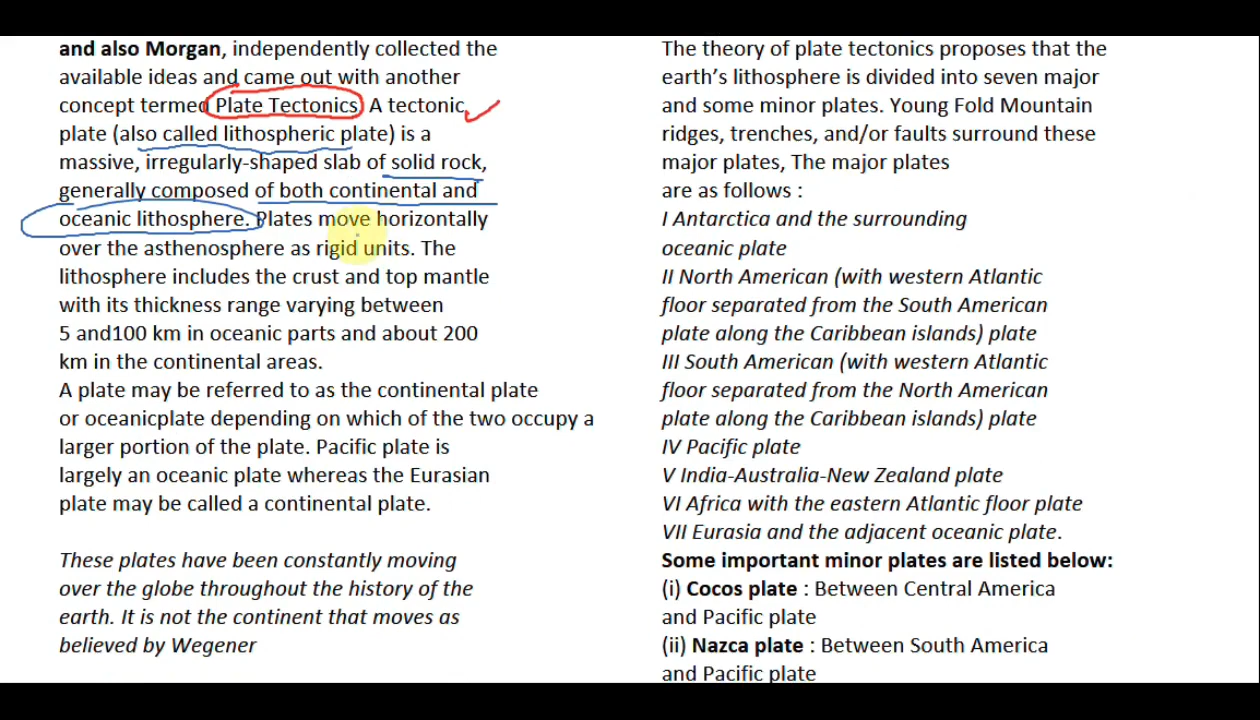 and also Morgan, independently collected the
available ideas and came out with another
concept termed Plate Tectonics. A tectonic
plate (also called lithospheric plate) is a
massive, irregularly-shaped slab of solid rock,
generally composed of both continental and
oceanic lithosphere. Plates move horizontally
over the asthenosphere as rigid units. The
lithosphere includes the crust and top mantle
with its thickness range varying between
5 and100 km in oceanic parts and about 200
km in the continental areas.
A plate may be referred to as the continental plate
or oceanicplate depending on which of the two occupy a
larger portion of the plate. Pacific plate is
largely an oceanic plate whereas the Eurasian
plate may be called a continental plate.
These plates have been constantly moving
over the globe throughout the history of the
earth. It is not the continent that moves as
believed by Wegener
The theory of plate tectonics proposes that the
earth’s lithosphere is divided into seven major
and some minor plates. Young Fold Mountain
ridges, trenches, and/or faults surround these
major plates, The major plates
are as follows :
I Antarctica and the surrounding
oceanic plate
II North American (with western Atlantic
floor separated from the South American
plate along the Caribbean islands) plate
III South American (with western Atlantic
floor separated from the North American
plate along the Caribbean islands) plate
IV Pacific plate
V India-Australia-New Zealand plate
VI Africa with the eastern Atlantic floor plate
VII Eurasia and the adjacent oceanic plate.
Some important minor plates are listed below:
(i) Cocos plate : Between Central America
and Pacific plate
(ii) Nazca plate : Between South America
and Pacific plate